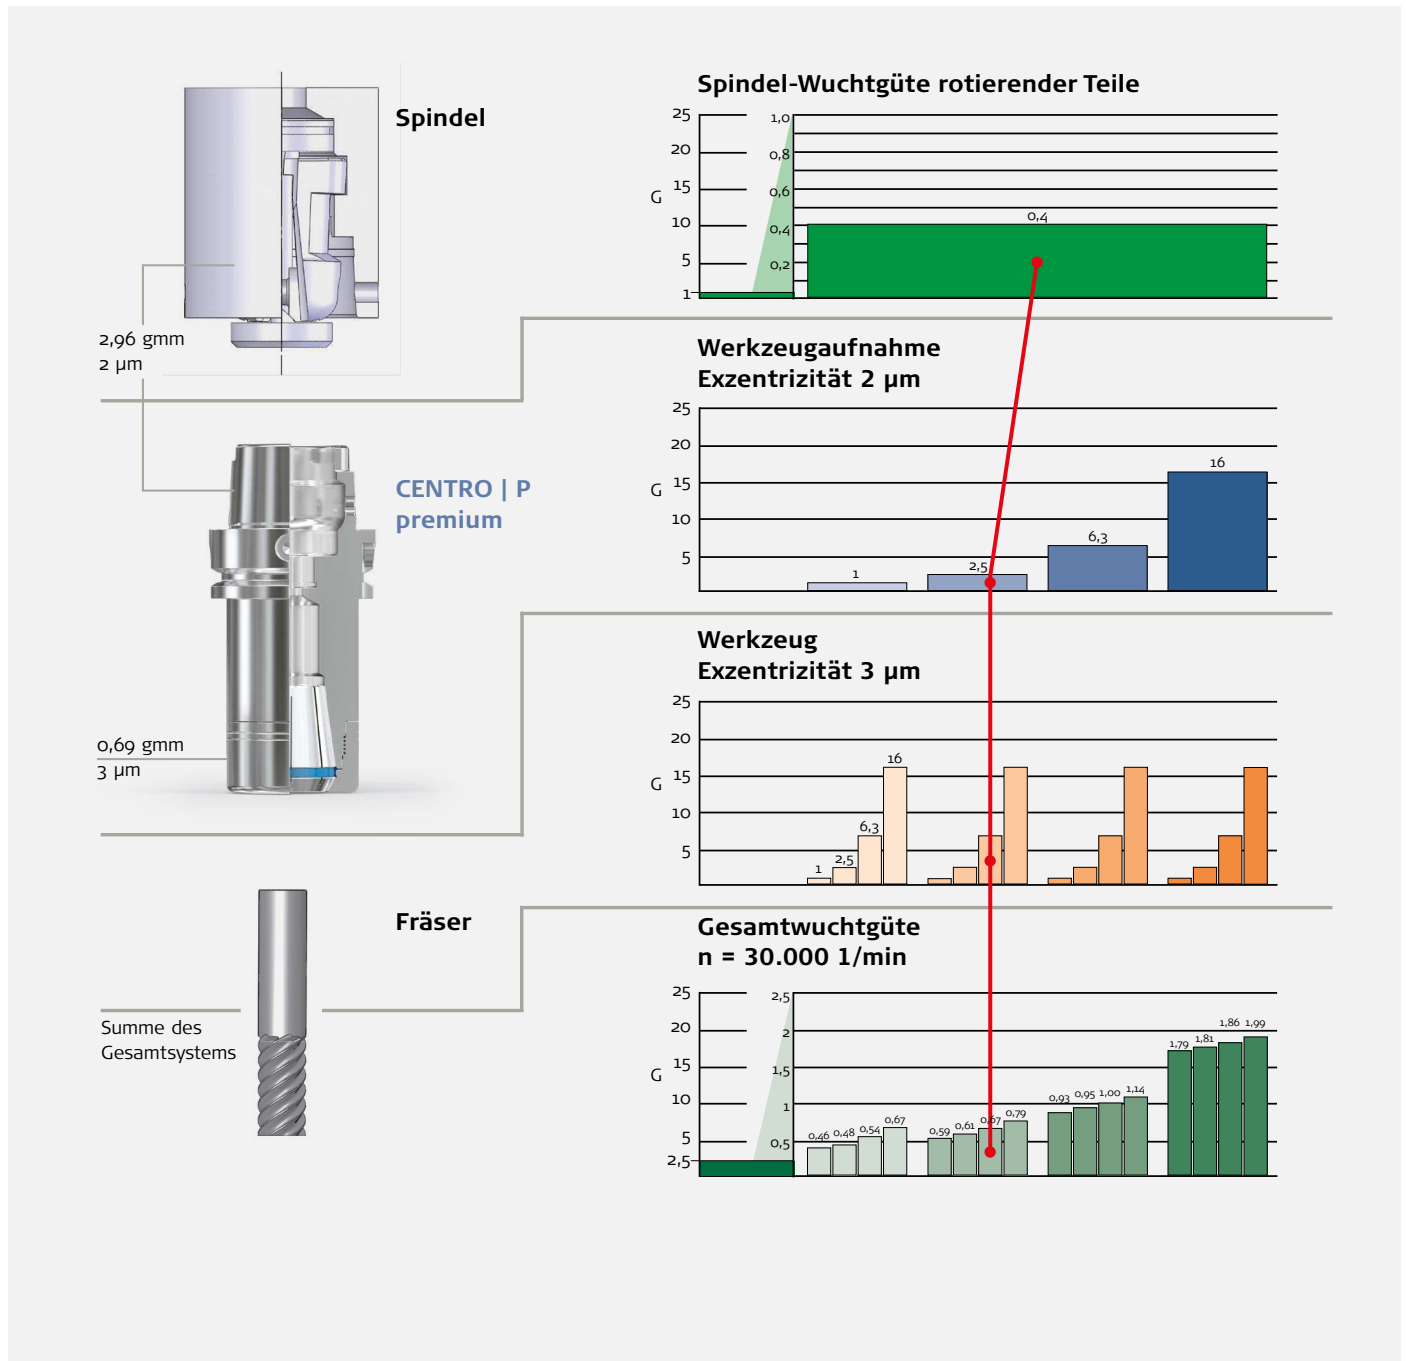 Spindel
2,96 gmm
2 µm
CENTRO | P
premium
0,69 gmm
3 µm
Fräser
Summe des
Gesamtsystems
Spindel-Wuchtgüte rotierender Teile
G
25
20
15
10
5
1
1,0
0,8
0,6
0,4
0,2
0,4
Werkzeugaufnahme
Exzentrizität 2 µm
G
25
20
15
10
5
1
2,5
6,3
16
Werkzeug
Exzentrizität 3 µm
G
25
20
15
10
5
1
2,5
6,3
16
Gesamtwuchtgüte
n = 30.000 1/min
G
25
20
15
10
5
2,5
2,5
2
1,5
1
0,5
0,46 0,48 0,54 0,67
0,59 0,61 0,67 0,79
0,93 0,95 1,00 1,14
1,79 1,81 1,86 1,99